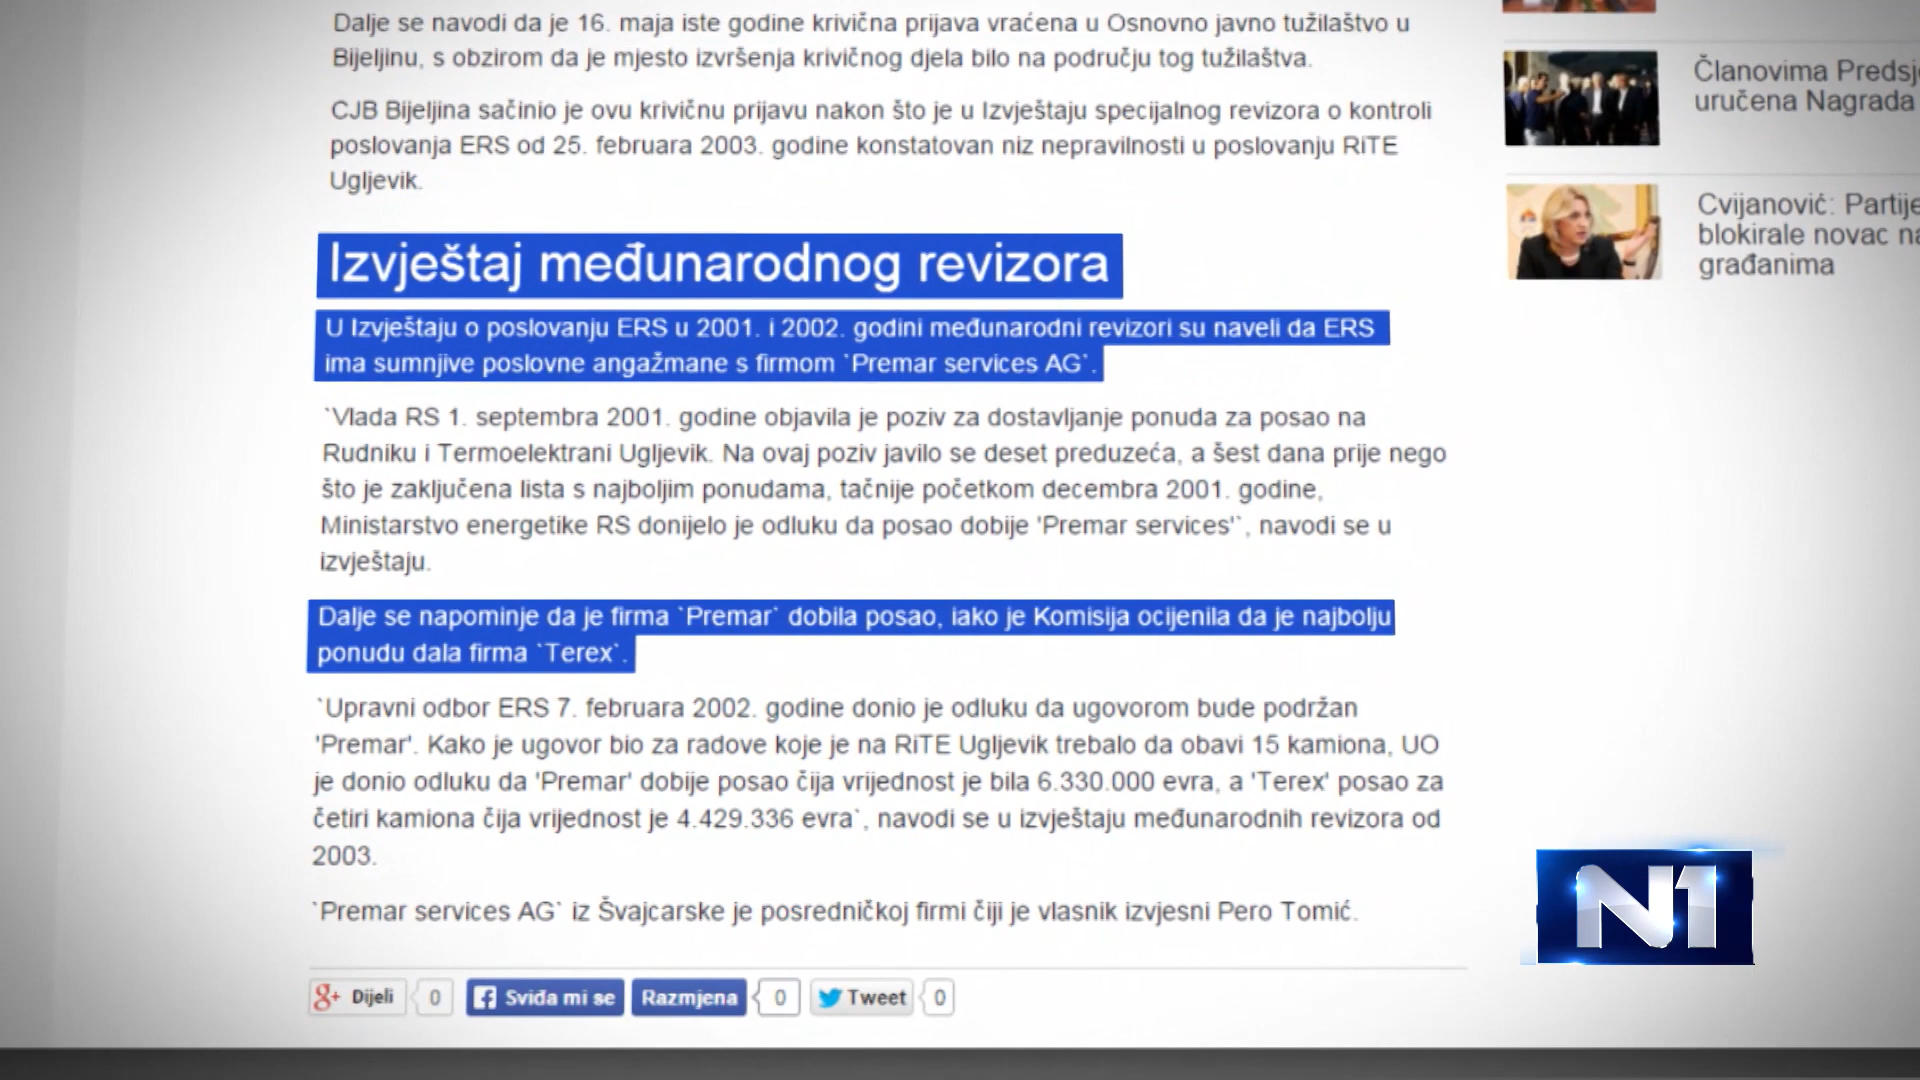 Dalje se navodi da je 16. maja iste godine krivična prijava vraćena u Osnovno javno tužilaštvo u
Bijeljinu, s obzirom da je mjesto izvršenja krivičnog djela bilo na području tog tužilaštva.
CJB Bijeljina sačinio je ovu krivičnu prijavu nakon što je u Izvještaju specijalnog revizora o kontroli
poslovanja ERS od 25. februara 2003. godine konstatovan niz nepravilnosti u poslovanju RiTE
Ugljevik.
Izvještaj međunarodnog revizora
U Izvještaju o poslovanju ERS u 2001. i 2002. godini međunarodni revizori su naveli da ERS
ima sumnjive poslovne angažmane s firmom `Premar services AG`.
`Vlada RS 1. septembra 2001. godine objavila je poziv za dostavljanje ponuda za posao na
Rudniku i Termoelektrani Ugljevik. Na ovaj poziv javilo se deset preduzeća, a šest dana prije nego
što je zaključena lista s najboljim ponudama, tačnije početkom decembra 2001. godine,
Ministarstvo energetike RS donijelo je odluku da posao dobije 'Premar services'`, navodi se u
izvještaju.
Dalje se napominje da je firma `Premar` dobila posao, iako je Komisija ocijenila da je najbolju
ponudu dala firma `Terex`.
`Upravni odbor ERS 7. februara 2002. godine donio je odluku da ugovorom bude podržan
'Premar'. Kako je ugovor bio za radove koje je na RiTE Ugljevik trebalo da obavi 15 kamiona, UO
je donio odluku da 'Premar' dobije posao čija vrijednost je bila 6.330.000 evra, a 'Terex' posao za
četiri kamiona čija vrijednost je 4.429.336 evra`, navodi se u izvještaju međunarodnih revizora od
2003.
`Premar services AG` iz Švajcarske je posredničkoj firmi čiji je vlasnik izvjesni Pero Tomić.
g+ Dijeli 0 f Sviđa mi se Razmjena 0 Tweet 0
Članovima Predsj
uručena Nagrada
Cvijanović: Partije
blokirale novac na
građanima
N1